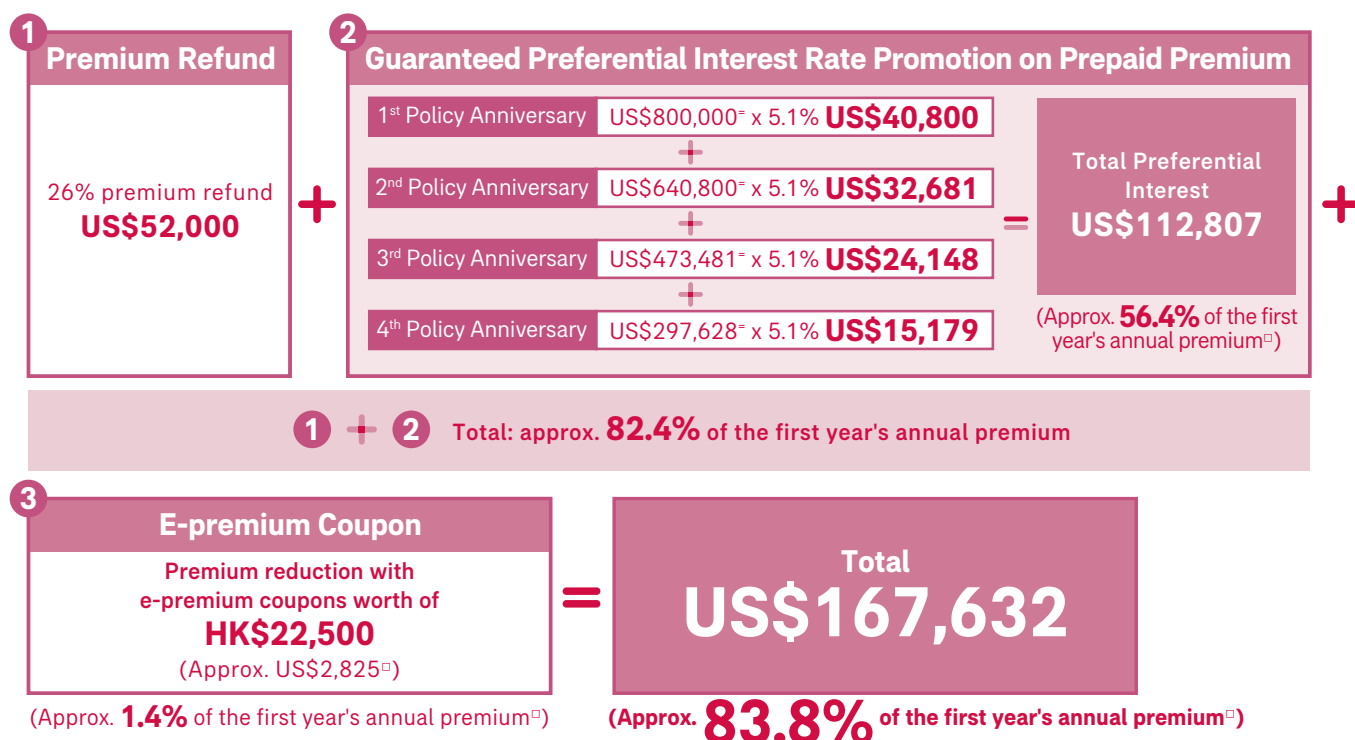 1
Premium Refund
26% premium refund
US$52,000
+
2
Guaranteed Preferential Interest Rate Promotion on Prepaid Premium
1st Policy Anniversary US$800,000= x 5.1% US$40,800
+
2nd Policy Anniversary US$640,800= x 5.1% US$32,681
+
3rd Policy Anniversary US$473,481= x 5.1% US$24,148
+
4th Policy Anniversary US$297,628= x 5.1% US$15,179
=
Total Preferential
Interest
US$112,807
(Approx. 56.4% of the first
year's annual premium□)
+
1 + 2 Total: approx. 82.4% of the first year's annual premium
3
E-premium Coupon
Premium reduction with
e-premium coupons worth of
HK$22,500
(Approx. US$2,825□)
(Approx. 1.4% of the first year's annual premium□)
=
Total
US$167,632
(Approx. 83.8% of the first year's annual premium□)